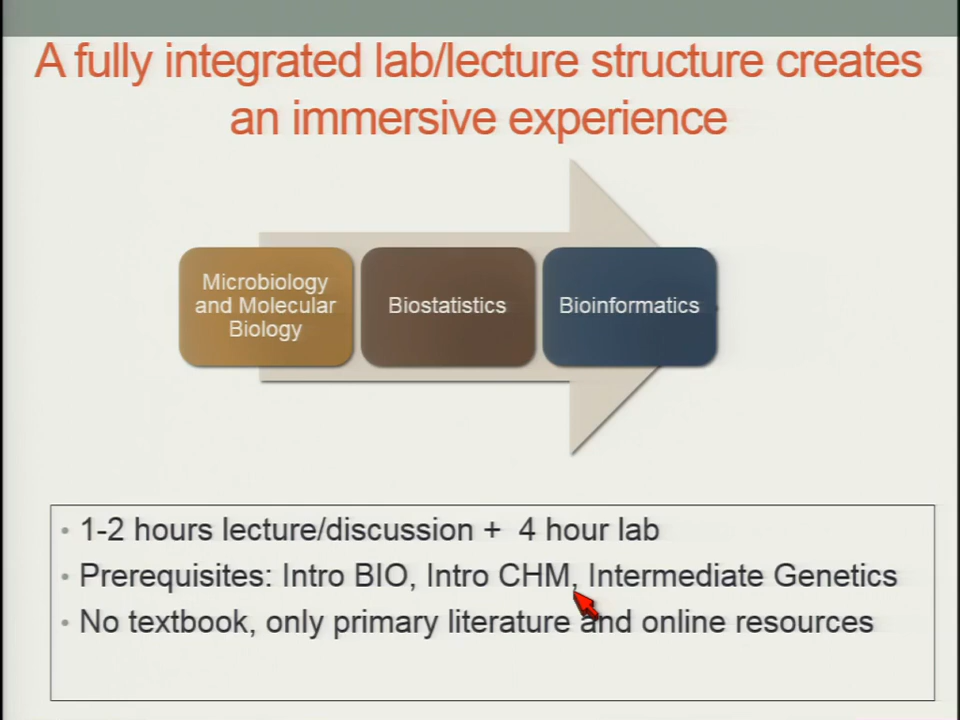 A fully integrated lab/lecture structure creates
an immersive experience
Microbiology
and Molecular
Biology
Biostatistics
Bioinformatics
• 1-2 hours lecture/discussion + 4 hour lab
• Prerequisites: Intro BIO, Intro CHM, Intermediate Genetics
• No textbook, only primary literature and online resources